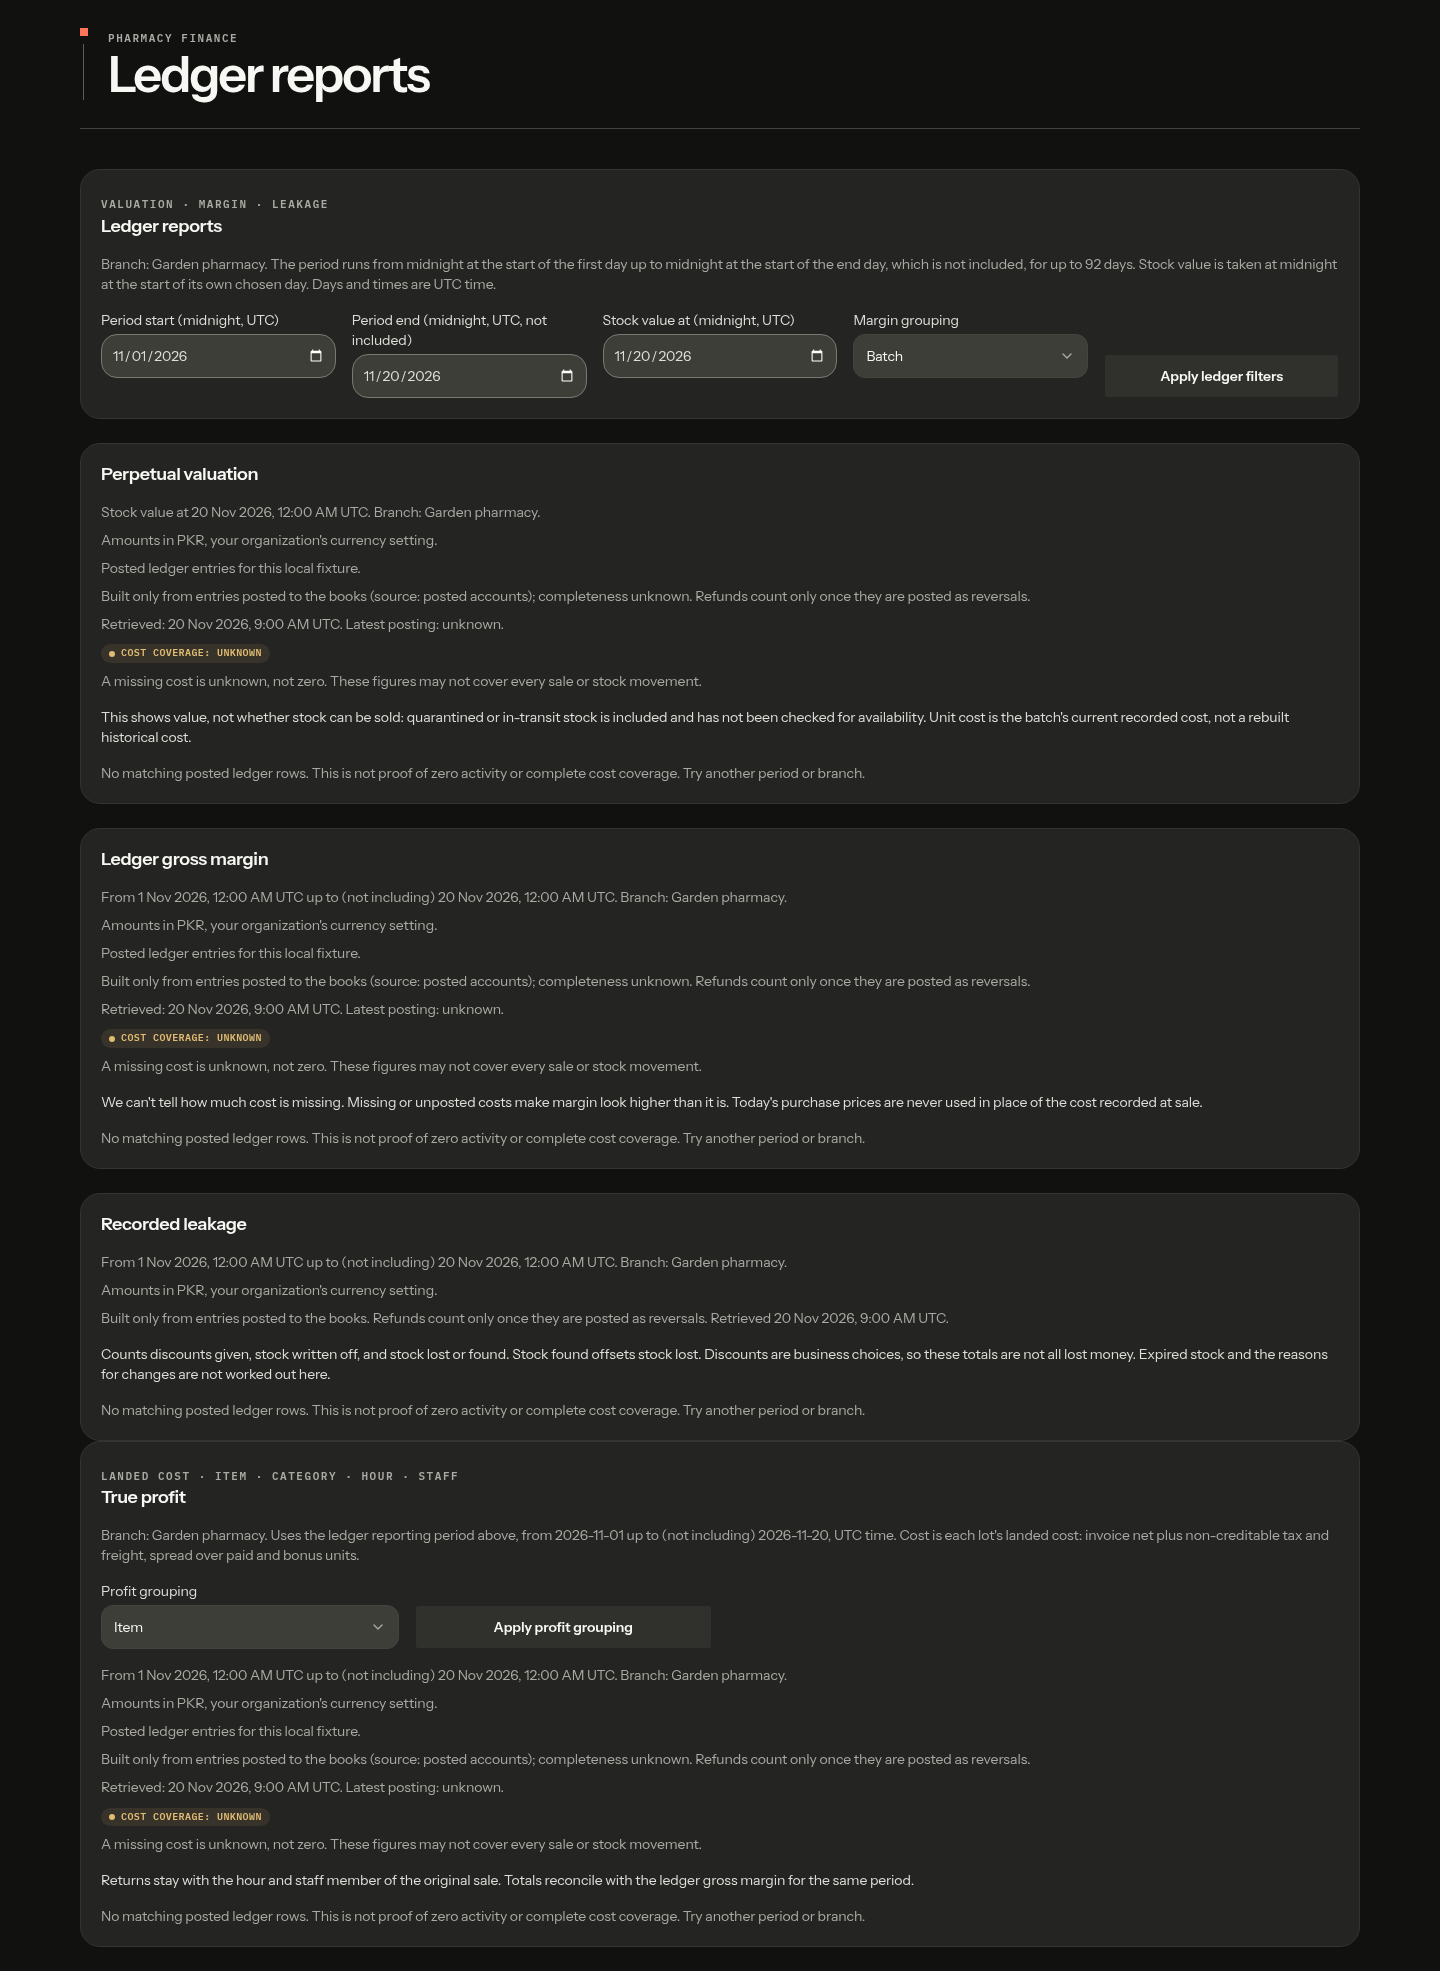 PHARMACY FINANCE
Ledger reports
VALUATION · MARGIN · LEAKAGE
Ledger reports
Branch: Garden pharmacy. The period runs from midnight at the start of the first day up to midnight at the start of the end day, which is not included, for up to 92 days. Stock value is taken at midnight
at the start of its own chosen day. Days and times are UTC time.
Period start (midnight, UTC)
11/01/2026
Period end (midnight, UTC, not
included)
11/20/2026
Stock value at (midnight, UTC)
11/20/2026
Margin grouping
Batch
Apply ledger filters
Perpetual valuation
Stock value at 20 Nov 2026, 12:00 AM UTC. Branch: Garden pharmacy.
Amounts in PKR, your organization's currency setting.
Posted ledger entries for this local fixture.
Built only from entries posted to the books (source: posted accounts); completeness unknown. Refunds count only once they are posted as reversals.
Retrieved: 20 Nov 2026, 9:00 AM UTC. Latest posting: unknown.
COST COVERAGE: UNKNOWN
A missing cost is unknown, not zero. These figures may not cover every sale or stock movement.
This shows value, not whether stock can be sold: quarantined or in-transit stock is included and has not been checked for availability. Unit cost is the batch's current recorded cost, not a rebuilt
historical cost.
No matching posted ledger rows. This is not proof of zero activity or complete cost coverage. Try another period or branch.
Ledger gross margin
From 1 Nov 2026, 12:00 AM UTC up to (not including) 20 Nov 2026, 12:00 AM UTC. Branch: Garden pharmacy.
Amounts in PKR, your organization's currency setting.
Posted ledger entries for this local fixture.
Built only from entries posted to the books (source: posted accounts); completeness unknown. Refunds count only once they are posted as reversals.
Retrieved: 20 Nov 2026, 9:00 AM UTC. Latest posting: unknown.
COST COVERAGE: UNKNOWN
A missing cost is unknown, not zero. These figures may not cover every sale or stock movement.
We can't tell how much cost is missing. Missing or unposted costs make margin look higher than it is. Today's purchase prices are never used in place of the cost recorded at sale.
No matching posted ledger rows. This is not proof of zero activity or complete cost coverage. Try another period or branch.
Recorded leakage
From 1 Nov 2026, 12:00 AM UTC up to (not including) 20 Nov 2026, 12:00 AM UTC. Branch: Garden pharmacy.
Amounts in PKR, your organization's currency setting.
Built only from entries posted to the books. Refunds count only once they are posted as reversals. Retrieved 20 Nov 2026, 9:00 AM UTC.
Counts discounts given, stock written off, and stock lost or found. Stock found offsets stock lost. Discounts are business choices, so these totals are not all lost money. Expired stock and the reasons
for changes are not worked out here.
No matching posted ledger rows. This is not proof of zero activity or complete cost coverage. Try another period or branch.
LANDED COST · ITEM · CATEGORY · HOUR · STAFF
True profit
Branch: Garden pharmacy. Uses the ledger reporting period above, from 2026-11-01 up to (not including) 2026-11-20, UTC time. Cost is each lot's landed cost: invoice net plus non-creditable tax and
freight, spread over paid and bonus units.
Profit grouping
Item
Apply profit grouping
From 1 Nov 2026, 12:00 AM UTC up to (not including) 20 Nov 2026, 12:00 AM UTC. Branch: Garden pharmacy.
Amounts in PKR, your organization's currency setting.
Posted ledger entries for this local fixture.
Built only from entries posted to the books (source: posted accounts); completeness unknown. Refunds count only once they are posted as reversals.
Retrieved: 20 Nov 2026, 9:00 AM UTC. Latest posting: unknown.
COST COVERAGE: UNKNOWN
A missing cost is unknown, not zero. These figures may not cover every sale or stock movement.
Returns stay with the hour and staff member of the original sale. Totals reconcile with the ledger gross margin for the same period.
No matching posted ledger rows. This is not proof of zero activity or complete cost coverage. Try another period or branch.